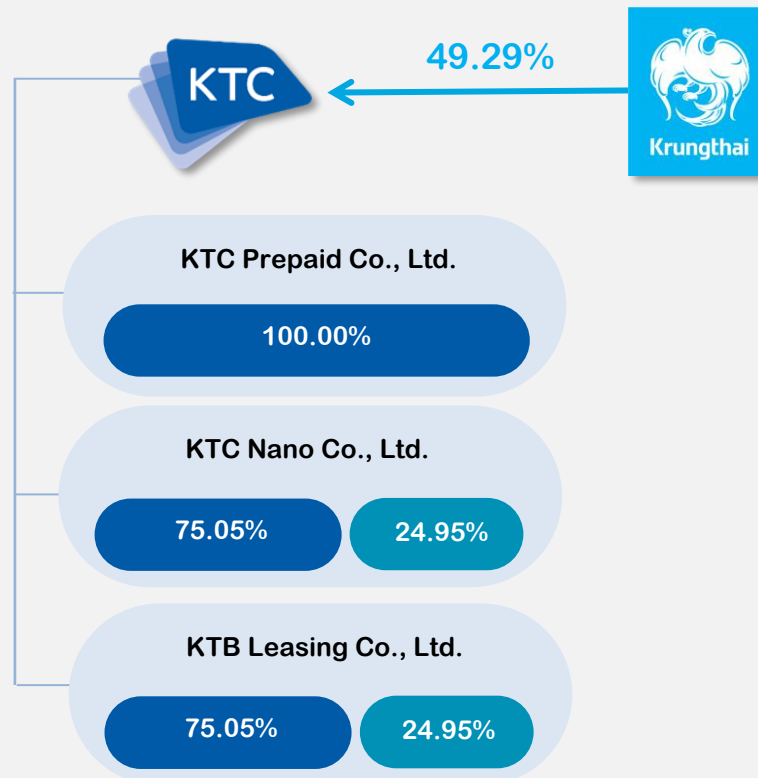 KTC
49.29%
Krungthai
KTC Prepaid Co., Ltd.
100.00%
KTC Nano Co., Ltd.
75.05%
24.95%
KTB Leasing Co., Ltd.
75.05%
24.95%